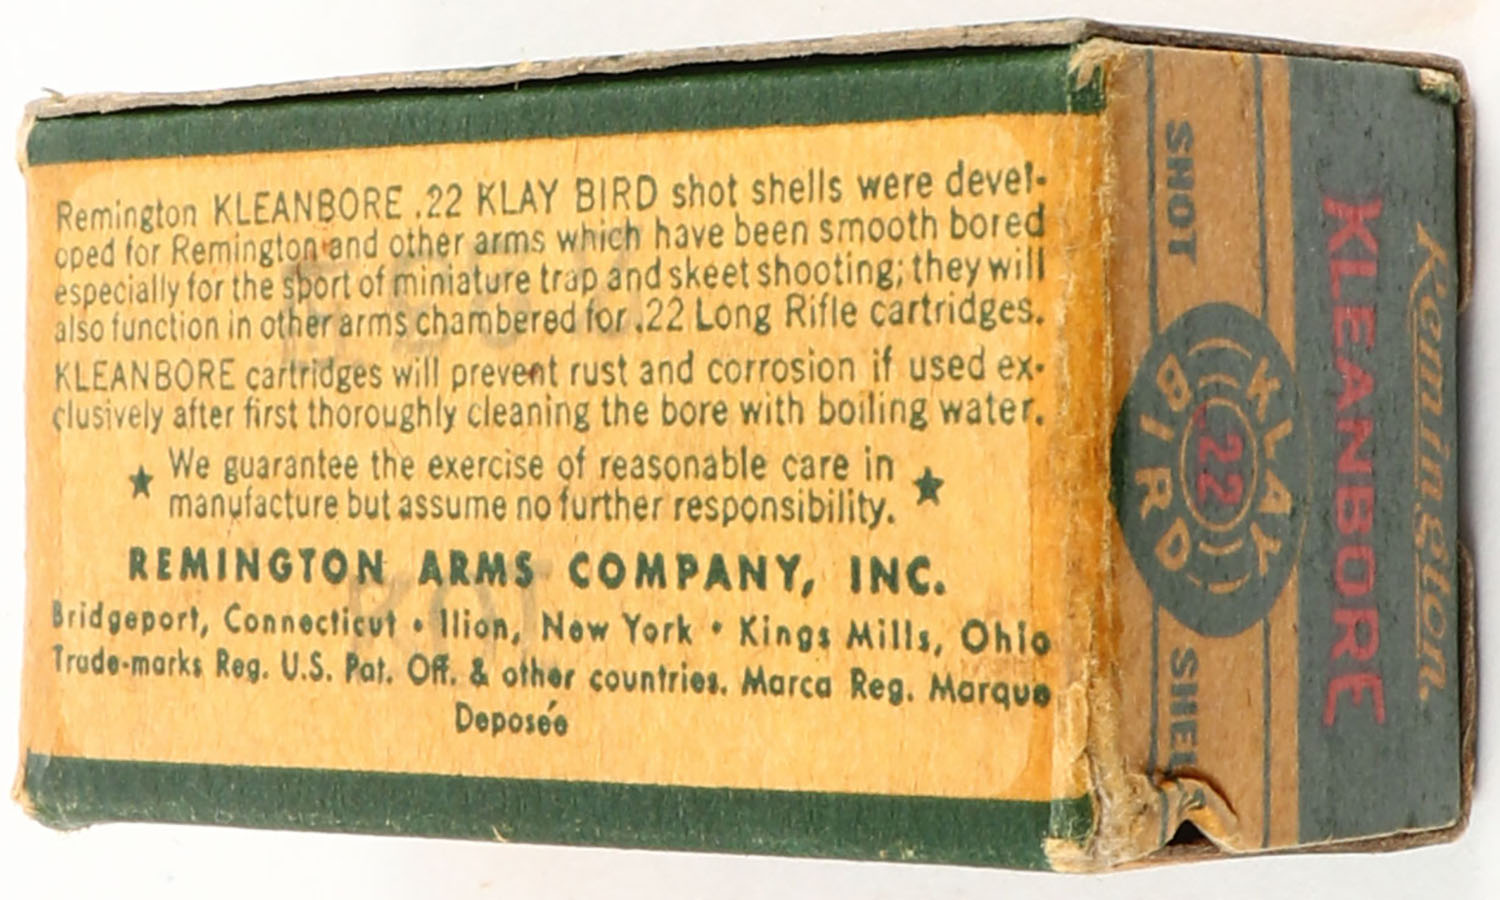 Remington KLEANBORE .22 KLAY BIRD shot shells were devel-
oped for Remington and other arms which have been smooth bored
especially for the sport of miniature trap and skeet shooting; they will
also function in other arms chambered for .22 Long Rifle cartridges.
KLEANBORE cartridges will prevent rust and corrosion if used ex-
clusively after first thoroughly cleaning the bore with boiling water.
★ We guarantee the exercise of reasonable care in ★
manufacture but assume no further responsibility.
REMINGTON ARMS COMPANY, INC.
Bridgeport, Connecticut • Ilion, New York • Kings Mills, Ohio
Trade-marks Reg. U.S. Pat. Off. & other countries. Marca Reg. Marque
Deposée
Remington
KLEANBORE
KLAY
.22
BIRD
SHOT